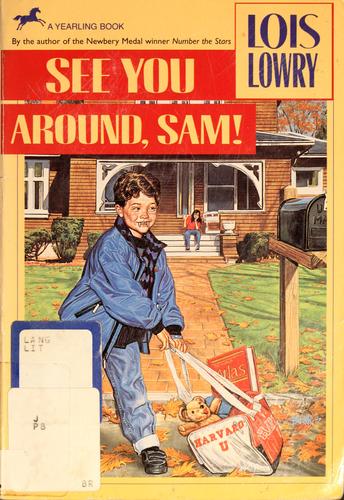 A YEARLING BOOK
By the author of the Newbery Medal winner Number the Stars
LOIS
LOWRY
SEE YOU
AROUND, SAM!
HARVARD
U
LANG
LIT
J
PB
BR